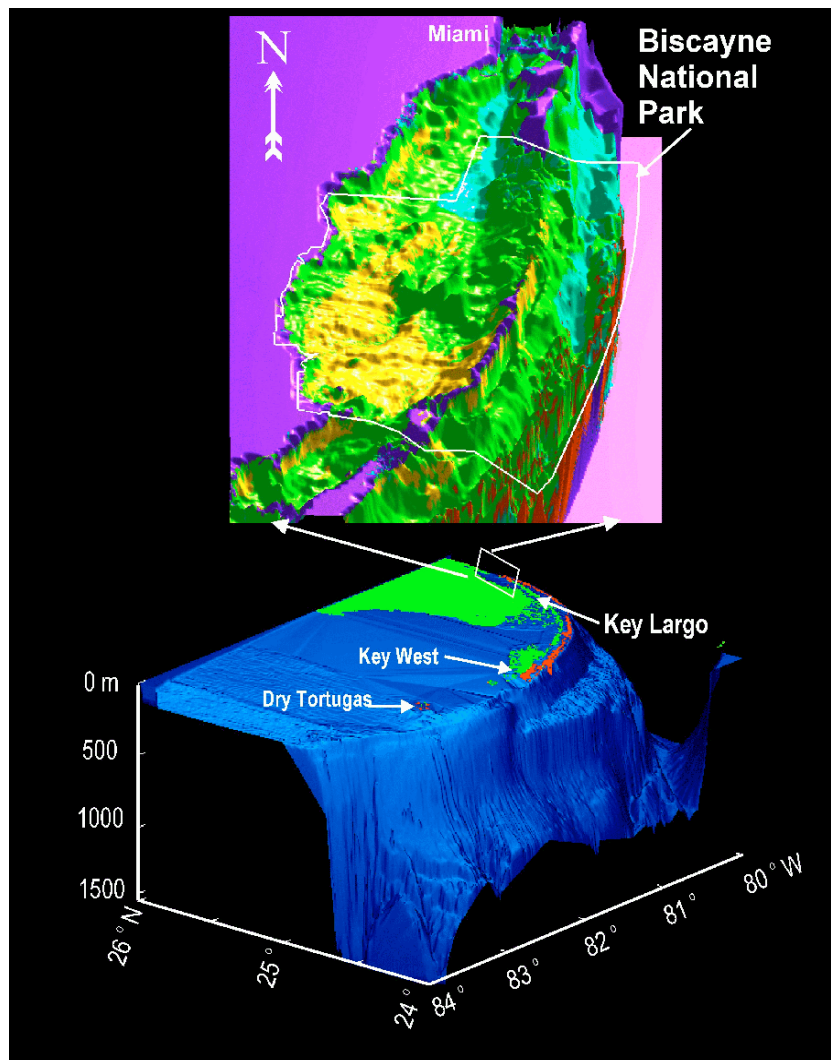 Miami
N
Biscayne
National
Park
Key Largo
Key West
Dry Tortugas
0 m
500
1000
1500
26° N
25°
24°
84°
83°
82°
81°
80° W